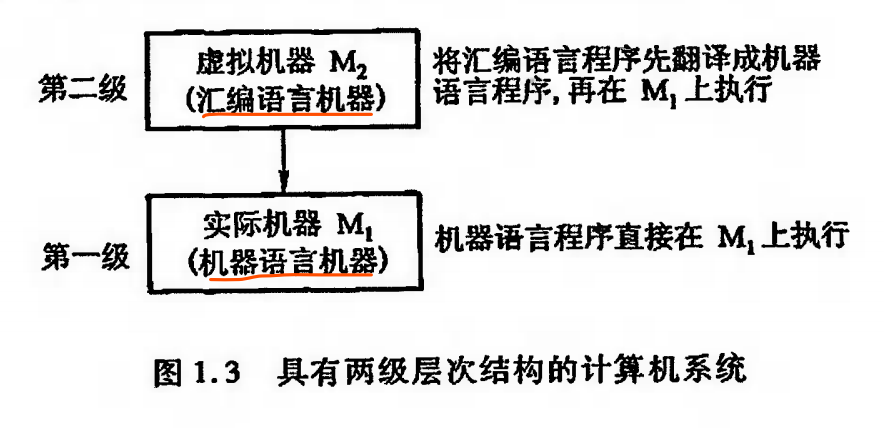 第二级
虚拟机器 M₂
(汇编语言机器)
将汇编语言程序先翻译成机器
语言程序,再在 M₁ 上执行
第一级
实际机器 M₁
(机器语言机器)
机器语言程序直接在 M₁ 上执行
图 1.3 具有两级层次结构的计算机系统